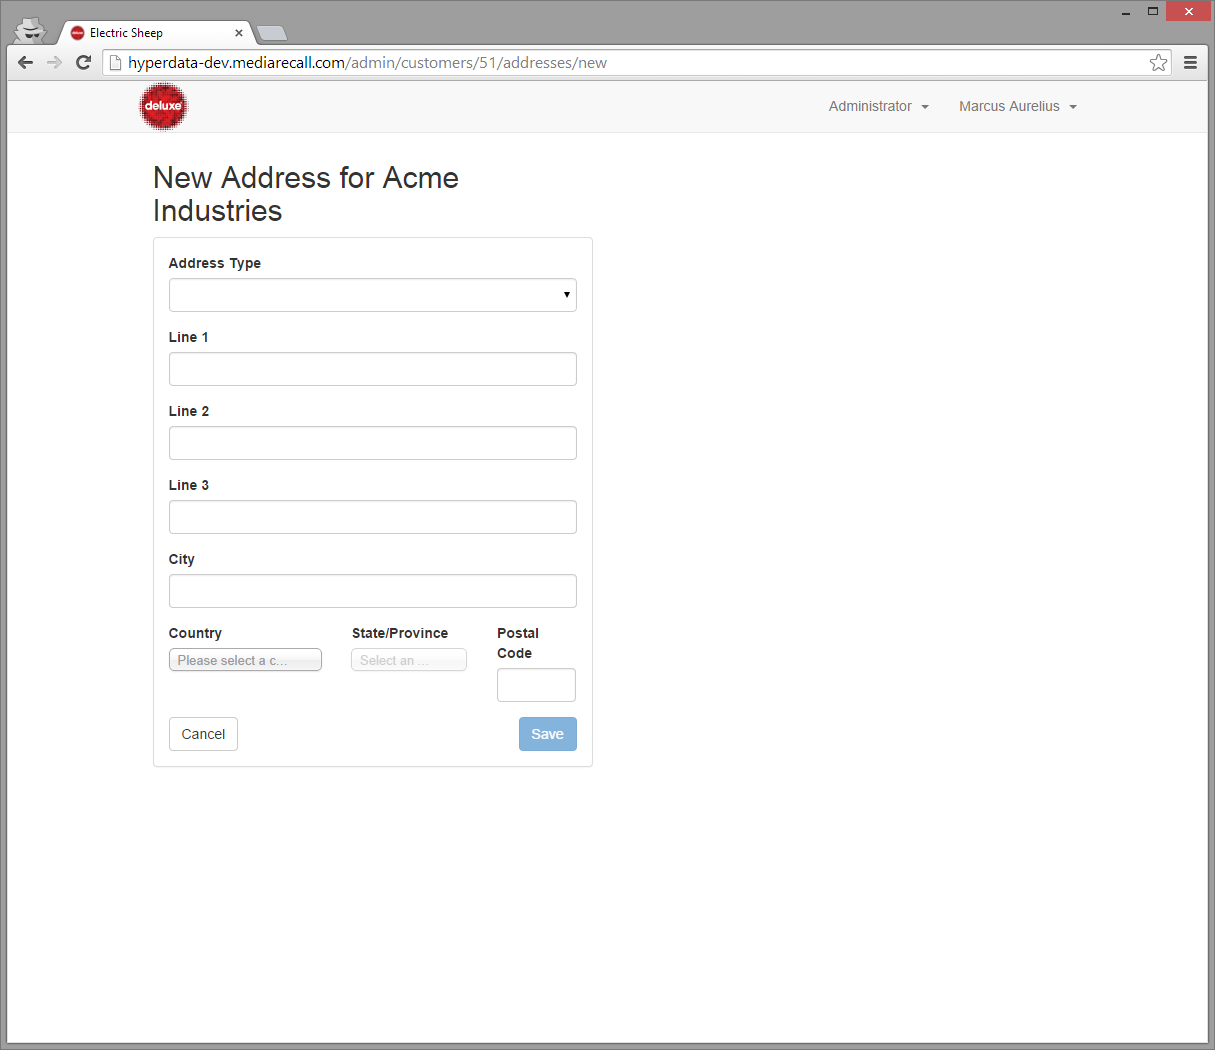 Electric Sheep
hyperdata-dev.mediarecall.com/admin/customers/51/addresses/new
deluxe
Administrator
Marcus Aurelius
New Address for Acme
Industries
Address Type
Line 1
Line 2
Line 3
City
Country
State/Province
Postal
Code
Please select a c...
Select an ...
Cancel
Save